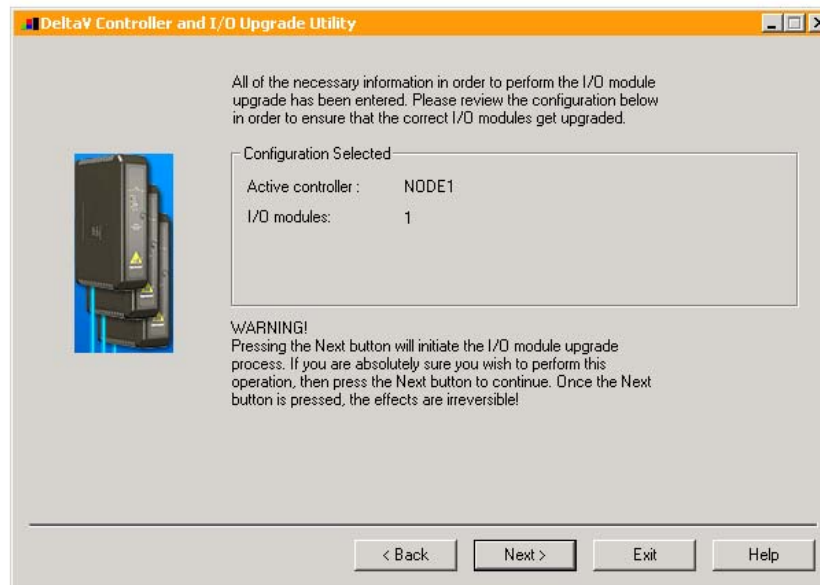 DeltaV Controller and I/O Upgrade Utility
All of the necessary information in order to perform the I/O module
upgrade has been entered. Please review the configuration below
in order to ensure that the correct I/O modules get upgraded.
Configuration Selected
Active controller : NODE1
I/O modules: 1
WARNING!
Pressing the Next button will initiate the I/O module upgrade
process. If you are absolutely sure you wish to perform this
operation, then press the Next button to continue. Once the Next
button is pressed, the effects are irreversible!
< Back Next > Exit Help